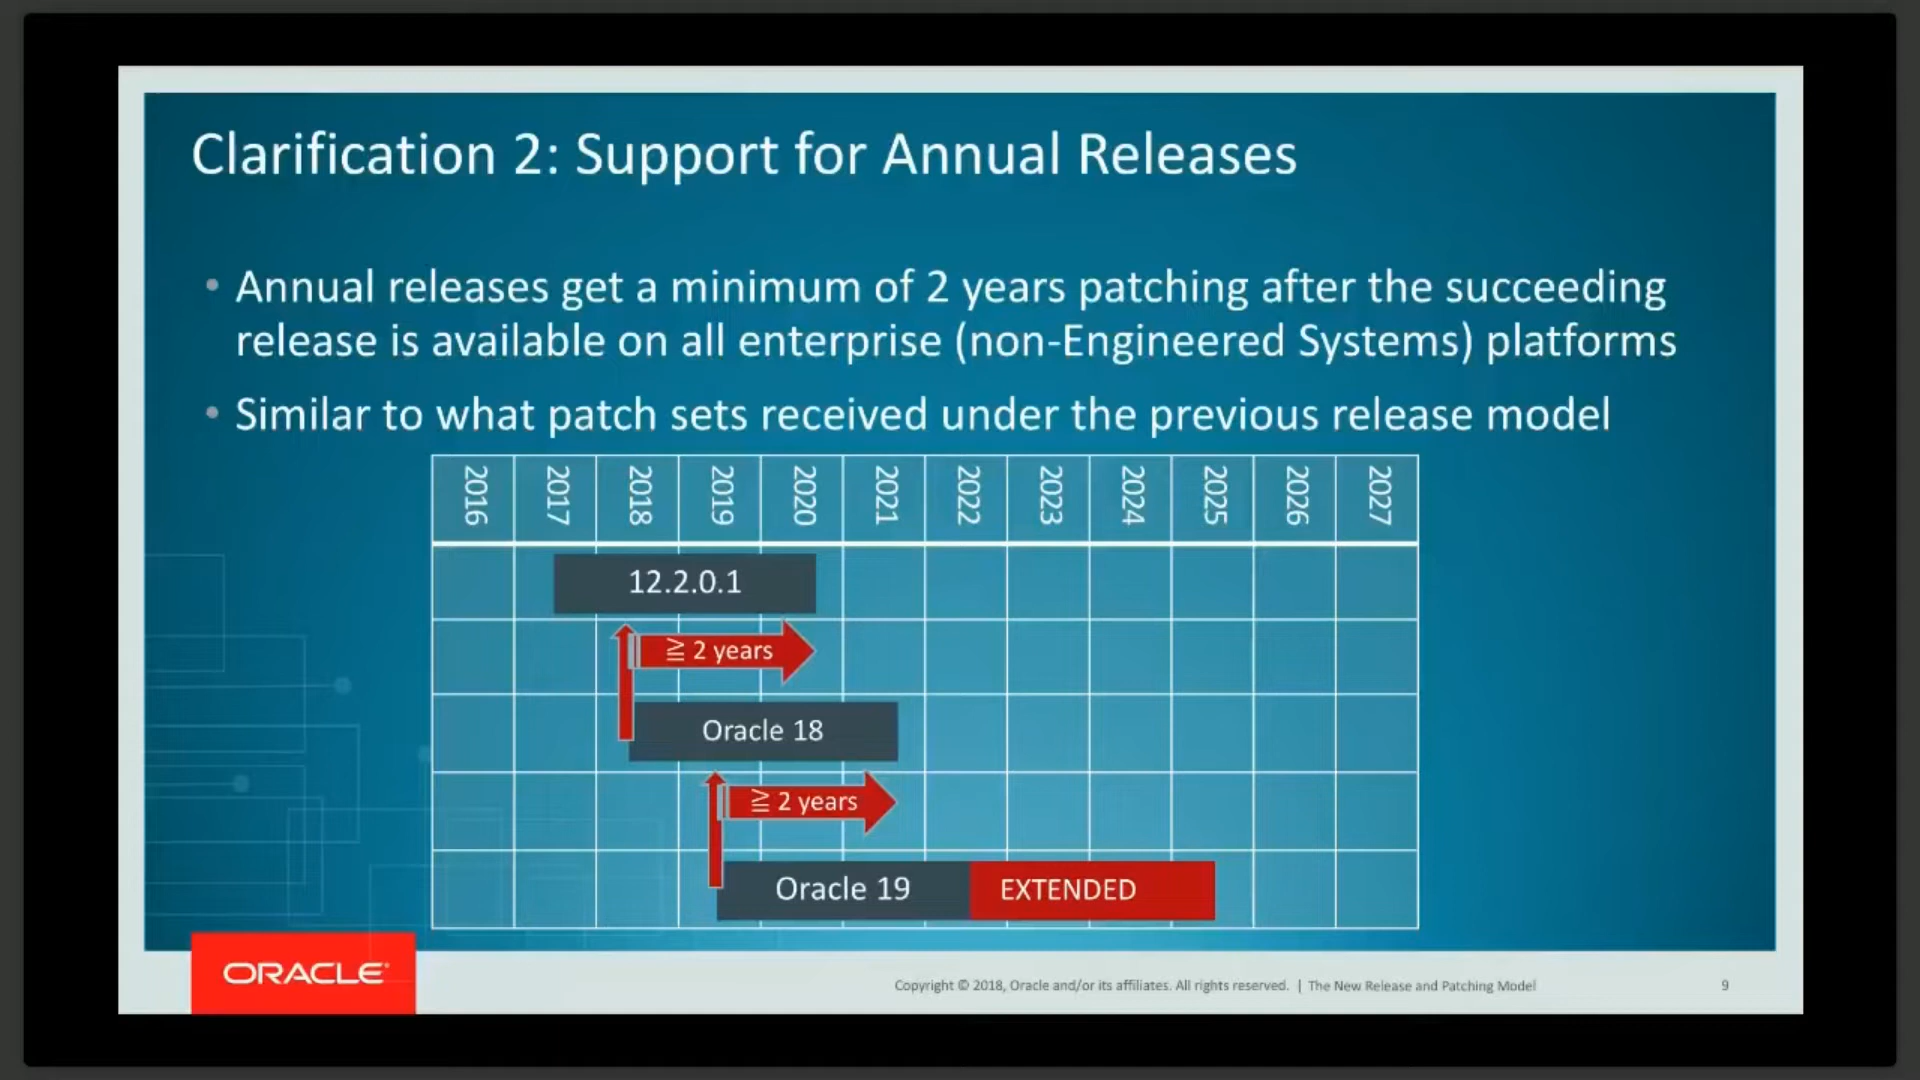 Clarification 2: Support for Annual Releases
• Annual releases get a minimum of 2 years patching after the succeeding
release is available on all enterprise (non-Engineered Systems) platforms
• Similar to what patch sets received under the previous release model
2016 2017 2018 2019 2020 2021 2022 2023 2024 2025 2026 2027
12.2.0.1
≧ 2 years
Oracle 18
≧ 2 years
Oracle 19 EXTENDED
ORACLE®
Copyright © 2018, Oracle and/or its affiliates. All rights reserved. | The New Release and Patching Model 9